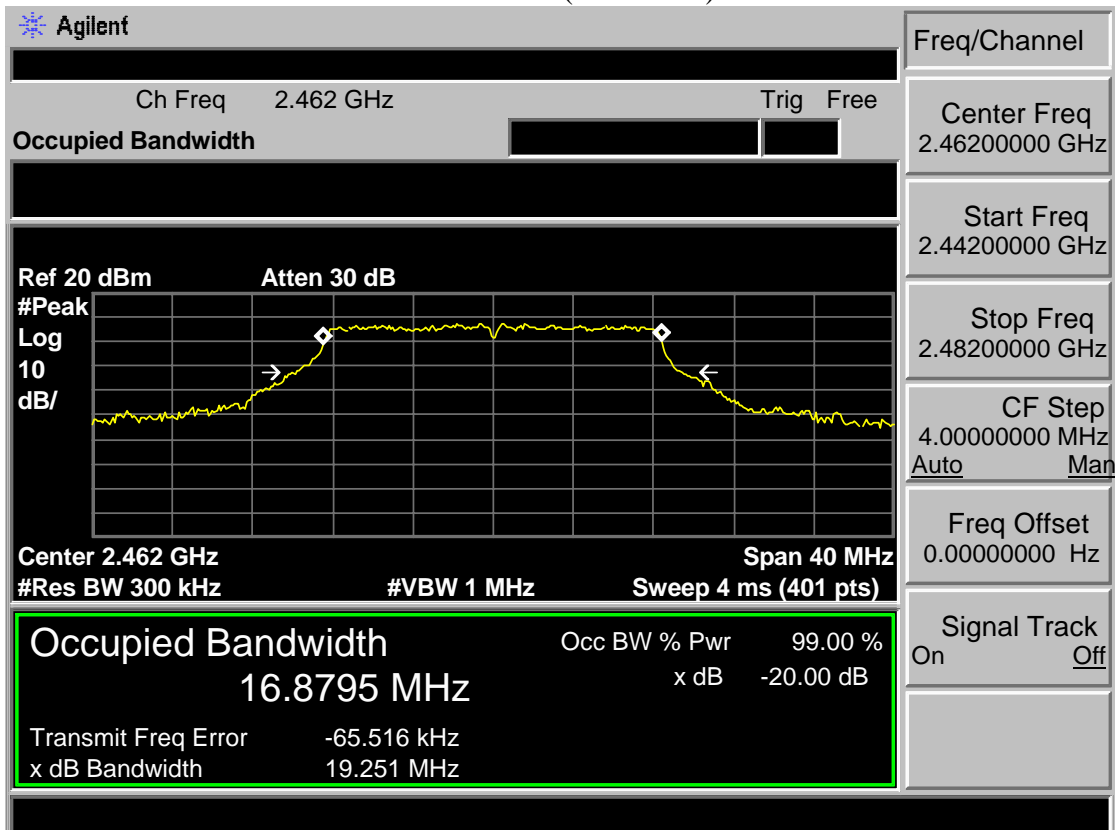 Agilent
Freq/Channel
Ch Freq 2.462 GHz Trig Free
Occupied Bandwidth
Center Freq
2.46200000 GHz
Start Freq
2.44200000 GHz
Stop Freq
2.48200000 GHz
CF Step
4.00000000 MHz
Auto Man
Freq Offset
0.00000000 Hz
Signal Track
On Off
Ref 20 dBm Atten 30 dB
#Peak
Log
10
dB/
Center 2.462 GHz Span 40 MHz
#Res BW 300 kHz #VBW 1 MHz Sweep 4 ms (401 pts)
Occupied Bandwidth
16.8795 MHz
Occ BW % Pwr 99.00 %
x dB -20.00 dB
Transmit Freq Error -65.516 kHz
x dB Bandwidth 19.251 MHz